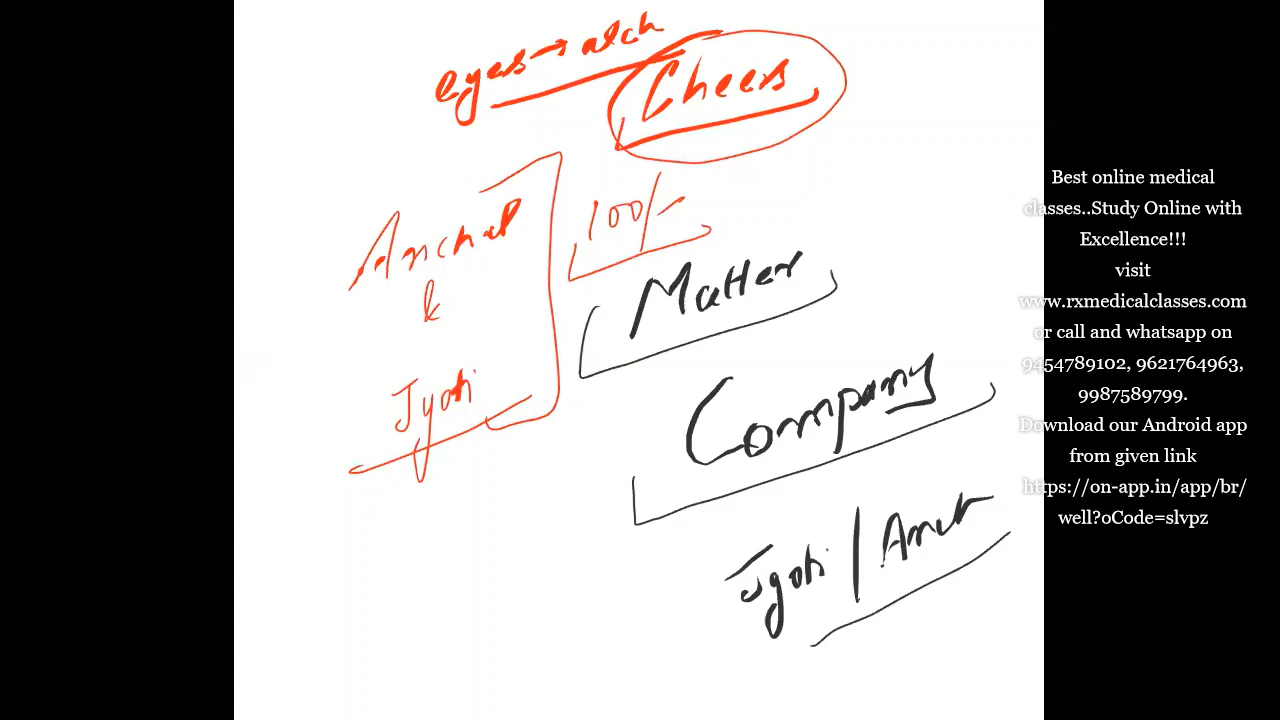 eyes → alch
Cheers
Anchal
&
Jyoti
100/-
Matter
Company
Jyoti | Anch
Best online medical
classes..Study Online with
Excellence!!!
visit
www.rxmedicalclasses.com
or call and whatsapp on
9454789102, 9621764963,
9987589799.
Download our Android app
from given link
https://on-app.in/app/br/
well?oCode=slvpz